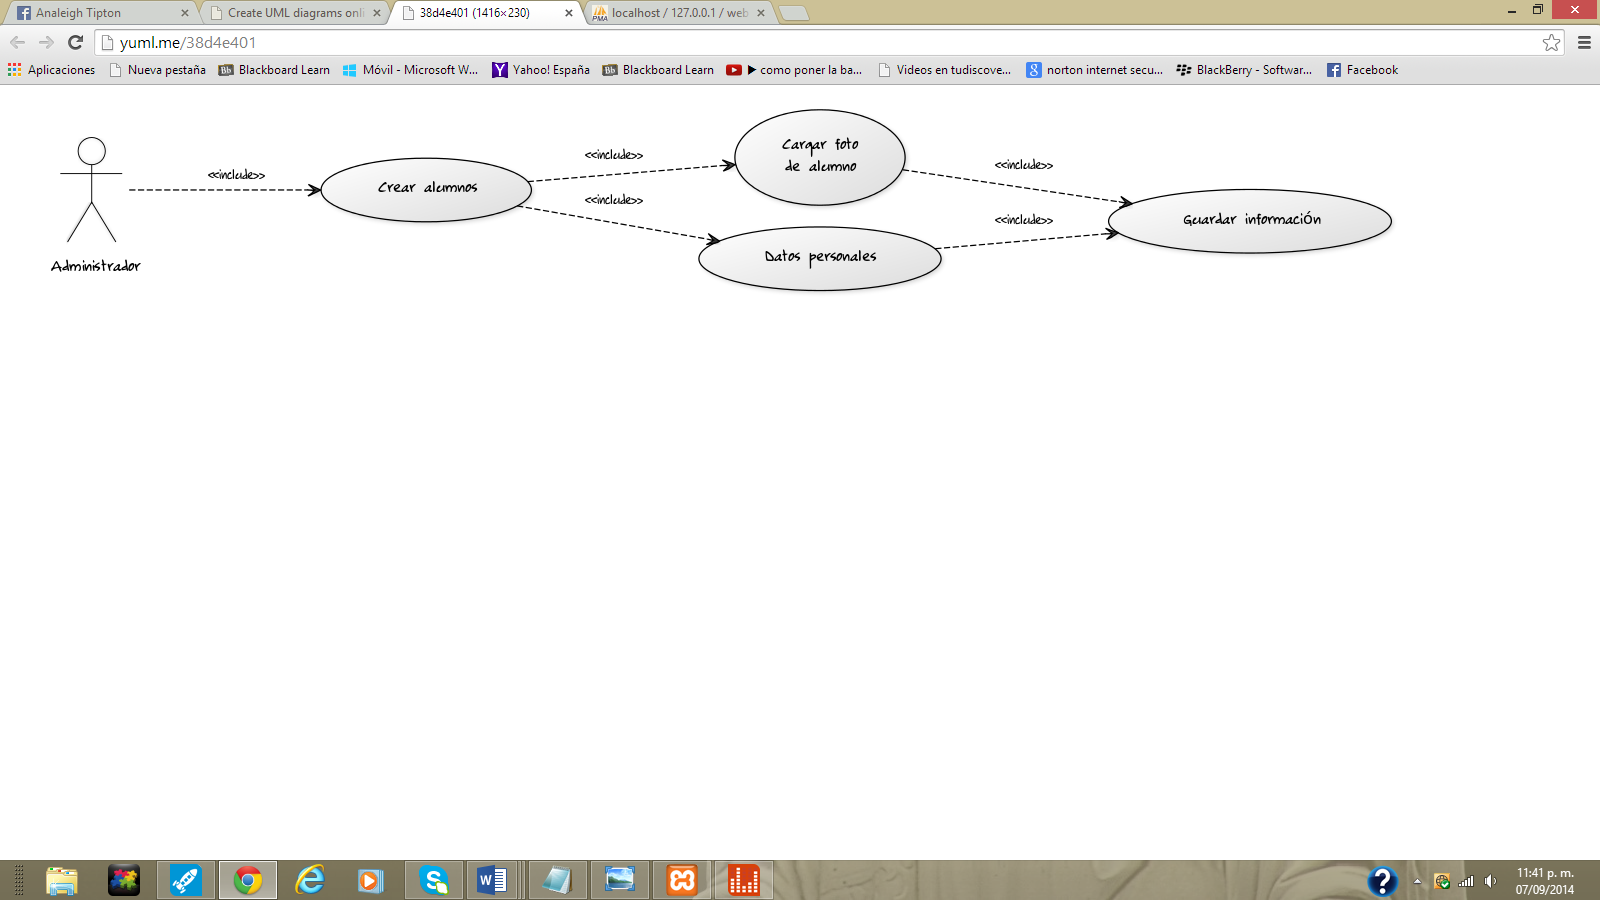 Analeigh Tipton
Create UML diagrams onli
38d4e401 (1416×230)
localhost / 127.0.0.1 / web
yuml.me/38d4e401
Aplicaciones
Nueva pestaña
Blackboard Learn
Móvil - Microsoft W...
Yahoo! España
Blackboard Learn
▶ como poner la ba...
Videos en tudiscove...
norton internet secu...
BlackBerry - Softwar...
Facebook
Administrador
<<include>>
Crear alumnos
<<include>>
<<include>>
Cargar foto
de alumno
Datos personales
<<include>>
<<include>>
Guardar información
11:41 p. m.
07/09/2014